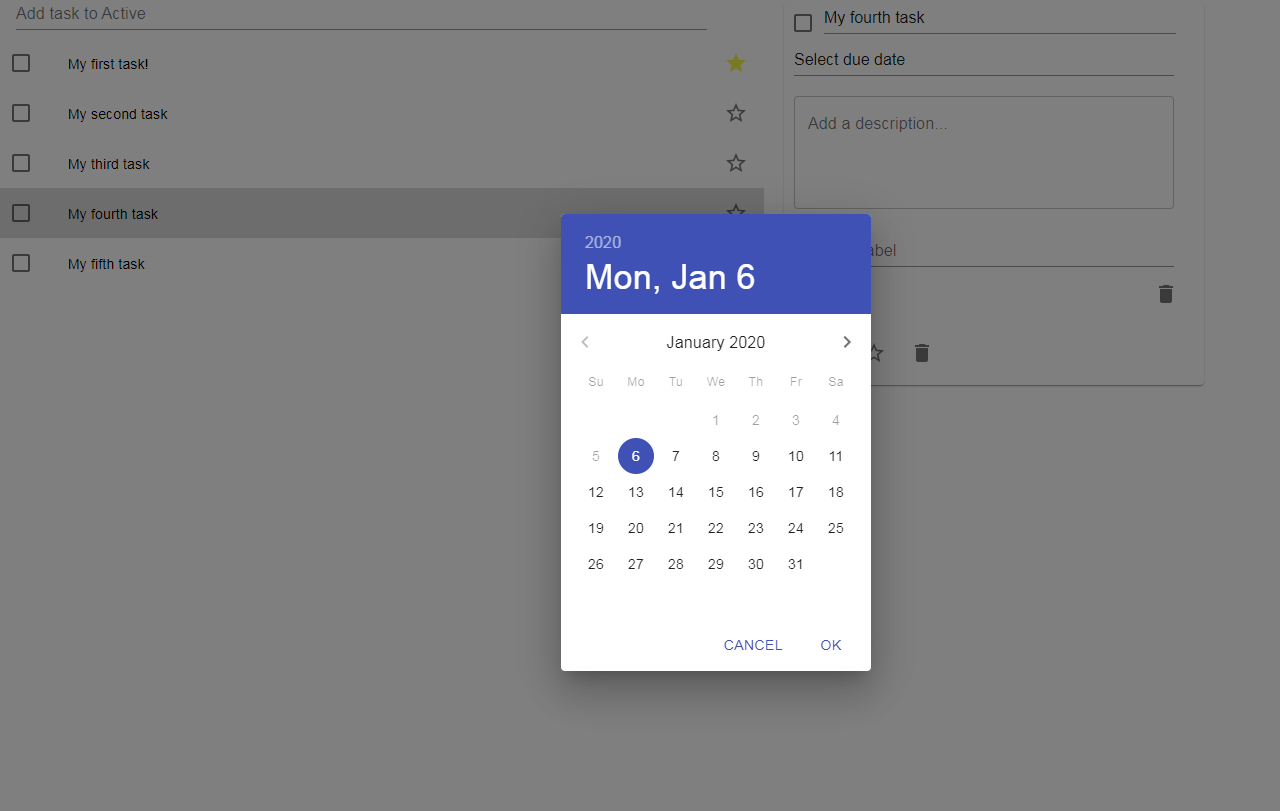 Add task to Active
My first task!
My second task
My third task
My fourth task
My fifth task
My fourth task
Select due date
Add a description...
abel
2020
Mon, Jan 6
January 2020
Su Mo Tu We Th Fr Sa
1 2 3 4
5 6 7 8 9 10 11
12 13 14 15 16 17 18
19 20 21 22 23 24 25
26 27 28 29 30 31
CANCEL OK